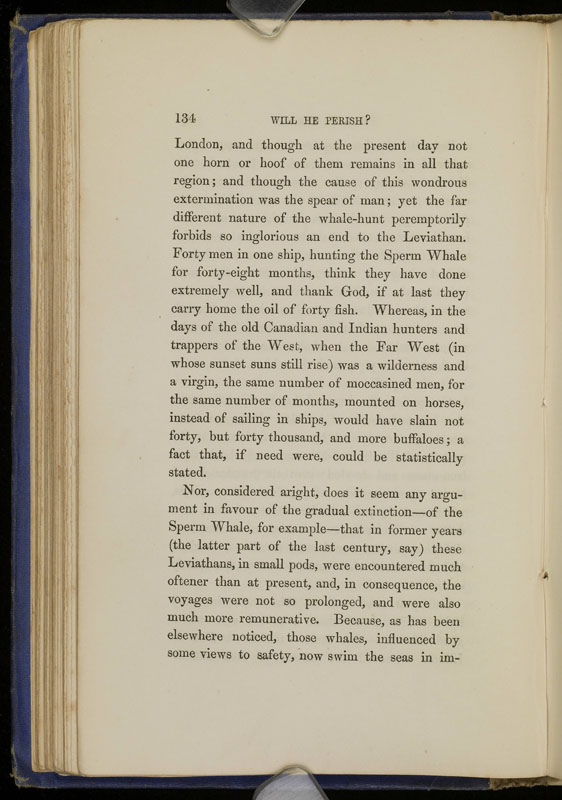 134 WILL HE PERISH?
London, and though at the present day not
one horn or hoof of them remains in all that
region; and though the cause of this wondrous
extermination was the spear of man; yet the far
different nature of the whale-hunt peremptorily
forbids so inglorious an end to the Leviathan.
Forty men in one ship, hunting the Sperm Whale
for forty-eight months, think they have done
extremely well, and thank God, if at last they
carry home the oil of forty fish. Whereas, in the
days of the old Canadian and Indian hunters and
trappers of the West, when the Far West (in
whose sunset suns still rise) was a wilderness and
a virgin, the same number of moccasined men, for
the same number of months, mounted on horses,
instead of sailing in ships, would have slain not
forty, but forty thousand, and more buffaloes; a
fact that, if need were, could be statistically
stated.
Nor, considered aright, does it seem any argu-
ment in favour of the gradual extinction—of the
Sperm Whale, for example—that in former years
(the latter part of the last century, say) these
Leviathans, in small pods, were encountered much
oftener than at present, and, in consequence, the
voyages were not so prolonged, and were also
much more remunerative. Because, as has been
elsewhere noticed, those whales, influenced by
some views to safety, now swim the seas in im-